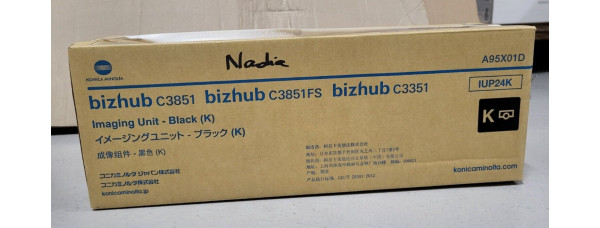 Nadia
KONICA MINOLTA
A95X01D
bizhub C3851 bizhub C3851FS bizhub C3351
IUP24K
Imaging Unit - Black (K)
イメージングユニット - ブラック (K)
成像组件 - 黑色 (K)
K
コニカミノルタジャパン株式会社
コニカミノルタ株式会社
konicaminolta.jp
konicaminolta.com